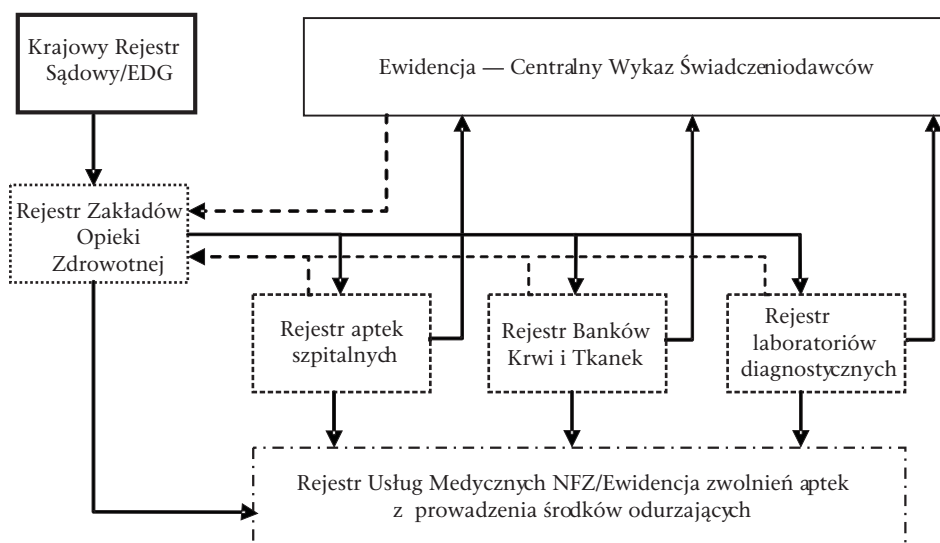 Krajowy Rejestr
Sądowy/EDG
Ewidencja — Centralny Wykaz Świadczeniodawców
Rejestr Zakładów
Opieki
Zdrowotnej
Rejestr aptek
szpitalnych
Rejestr Banków
Krwi i Tkanek
Rejestr
laboratoriów
diagnostycznych
Rejestr Usług Medycznych NFZ/Ewidencja zwolnień aptek
z prowadzenia środków odurzających